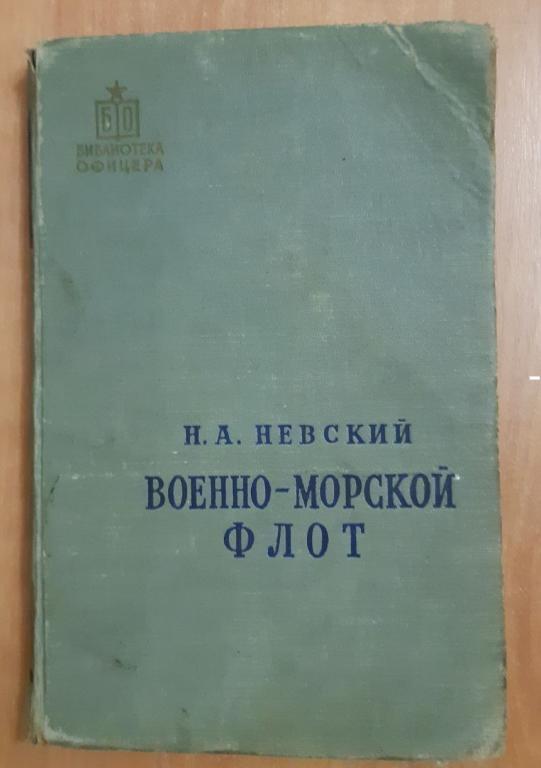 БО
БИБЛИОТЕКА
ОФИЦЕРА
Н. А. НЕВСКИЙ
ВОЕННО-МОРСКОЙ
ФЛОТ